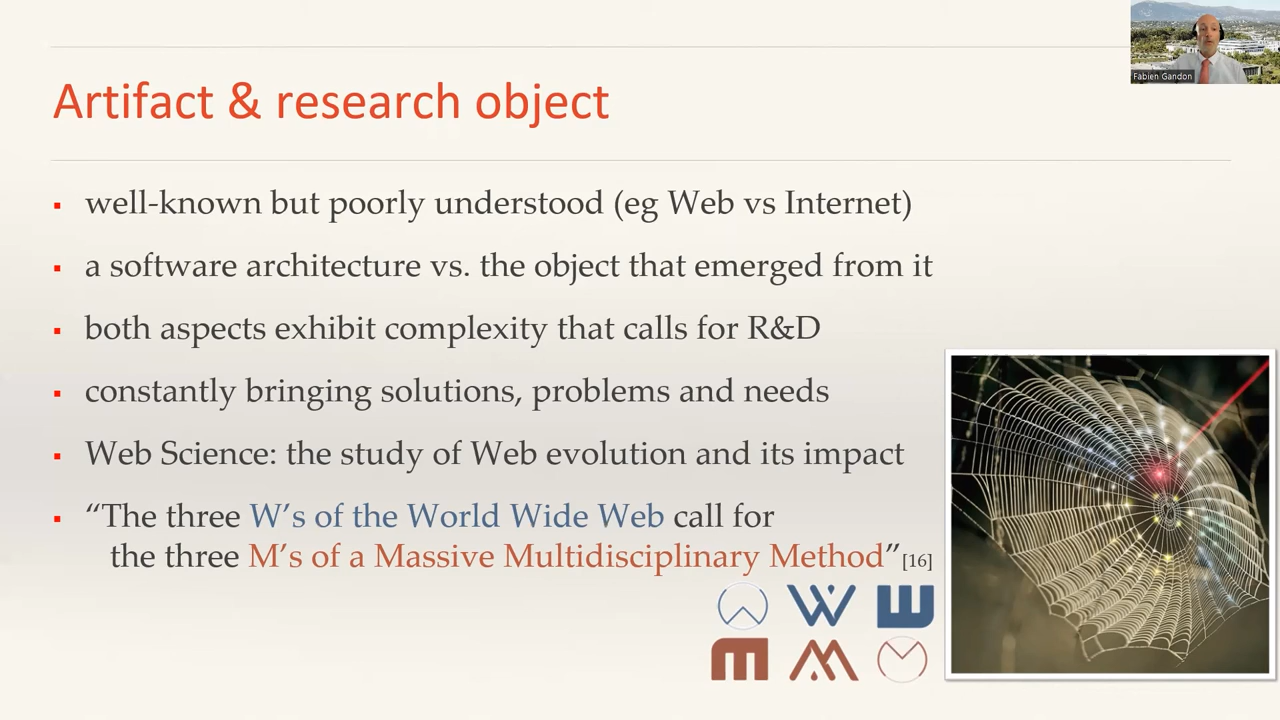 Fabien Gandon
Artifact & research object
well-known but poorly understood (eg Web vs Internet)
a software architecture vs. the object that emerged from it
both aspects exhibit complexity that calls for R&D
constantly bringing solutions, problems and needs
Web Science: the study of Web evolution and its impact
“The three W’s of the World Wide Web call for
the three M’s of a Massive Multidisciplinary Method”[16]
W W W
M M M